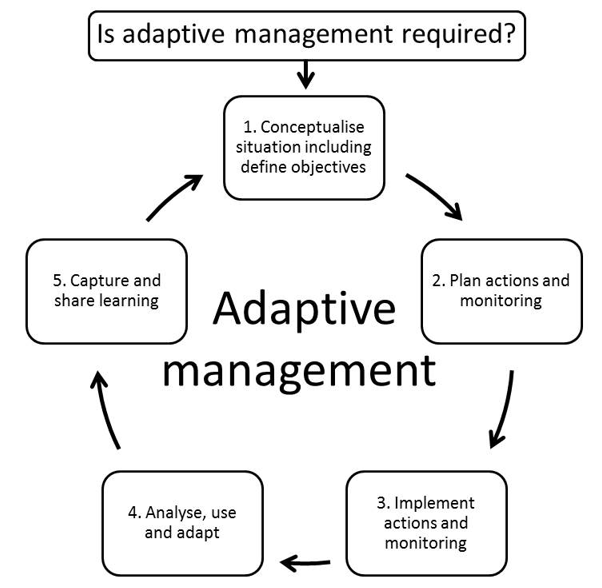 Is adaptive management required?
1. Conceptualise
situation including
define objectives
2. Plan actions and
monitoring
3. Implement
actions and
monitoring
4. Analyse, use
and adapt
5. Capture and
share learning
Adaptive
management